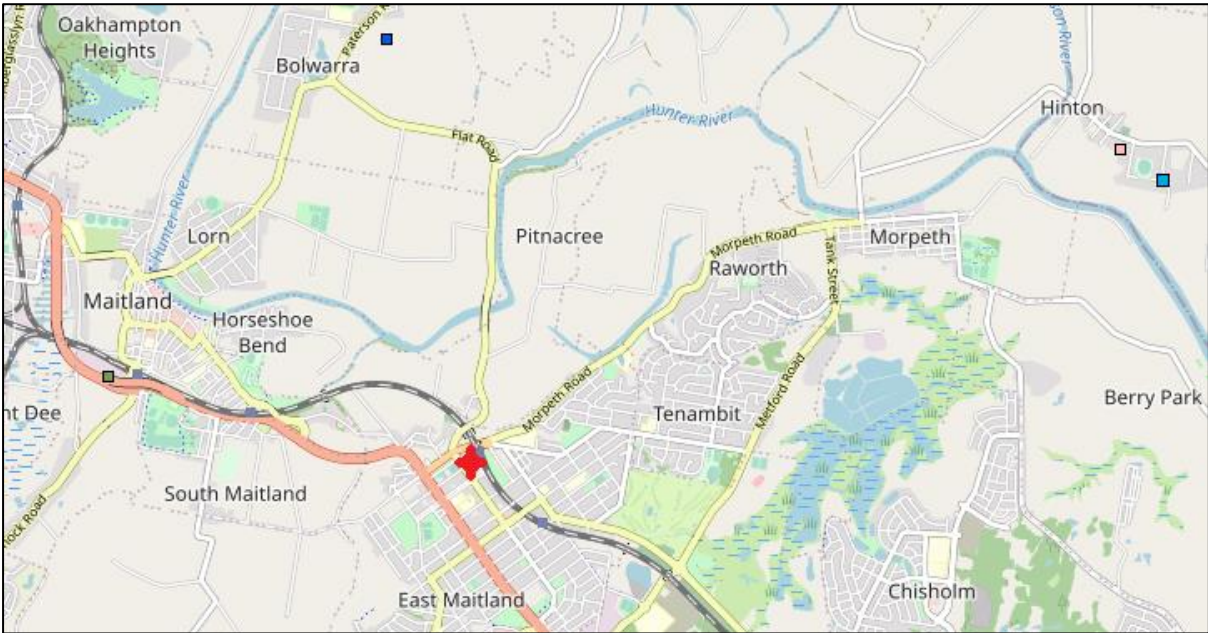 Oakhampton
Heights
Bolwarra
Paterson R
Hunter River
Hinton
Flat Road
Hunter River
Lorn
Pitnacree
Morpeth Road
Morpeth
Raworth
Tank Street
Maitland
Horseshoe
Bend
Berry Park
Morpeth Road
Tenambit
Metford Road
South Maitland
East Maitland
Chisholm